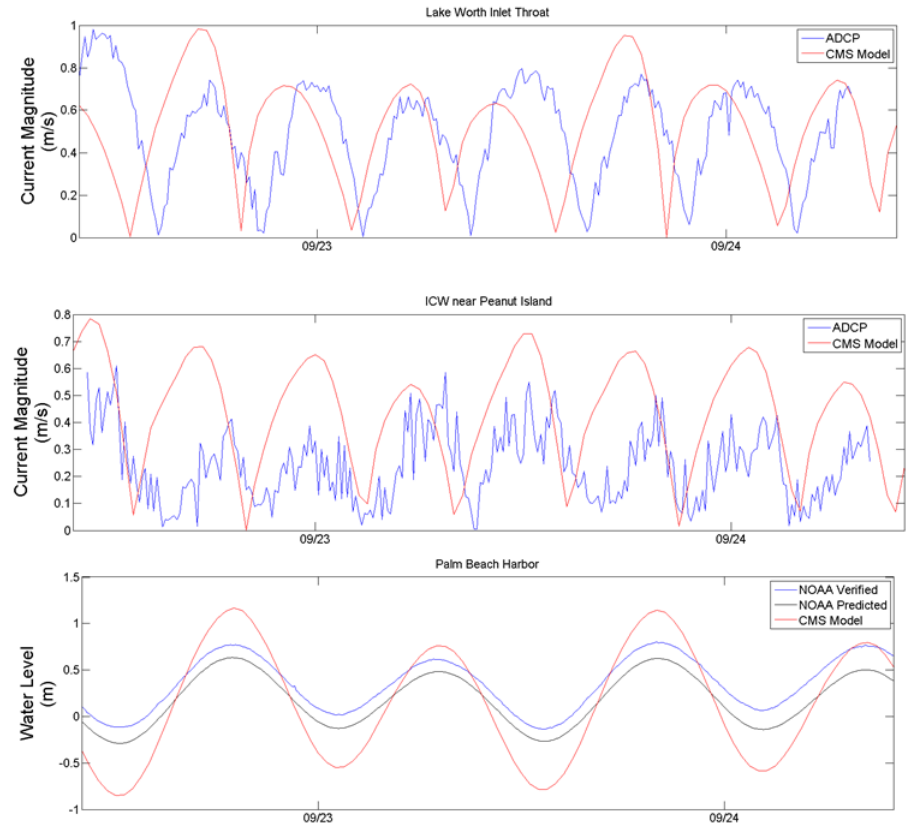 Lake Worth Inlet Throat
1
0.8
0.6
0.4
0.2
0
Current Magnitude
(m/s)
ADCP
CMS Model
09/23
09/24
ICW near Peanut Island
0.8
0.7
0.6
0.5
0.4
0.3
0.2
0.1
0
Current Magnitude
(m/s)
ADCP
CMS Model
09/23
09/24
Palm Beach Harbor
1.5
1
0.5
0
-0.5
-1
Water Level
(m)
NOAA Verified
NOAA Predicted
CMS Model
09/23
09/24